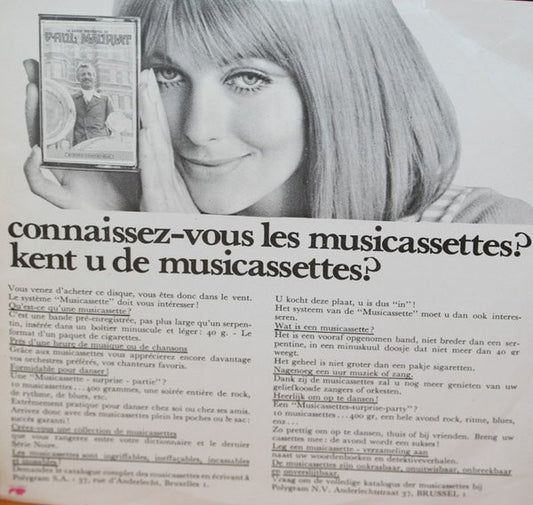 PAUL MAURIAT
connaissez-vous les musicassettes?
kent u de musicassettes?
Vous venez d'acheter ce disque, vous êtes donc dans le vent.
Le système "Musicassette" doit vous intéresser!
Qu'est-ce qu'une musicassette?
C'est une bande pré-enregistrée, pas plus large qu'un serpen-
tin, insérée dans un boîtier minuscule et léger: 40 g. - Le
format d'un paquet de cigarettes.
Près d'une heure de musique ou de chansons
Grâce aux musicassettes vous apprécierez encore davantage
vos orchestres préférés, vos chanteurs favoris.
Formidable pour danser!
Une "Musicassette - surprise - partie"?
10 musicassettes... 400 grammes, une soirée entière de rock,
de rythme, de blues, etc.
Extrêmement pratique pour danser chez soi ou chez ses amis.
Arrivez donc avec des musicassettes plein les poches ou le sac:
succès garanti!
Créez-vous une collection de musicassettes
que vous rangerez entre votre dictionnaire et le dernier
Série Noire.
Les musicassettes sont ingriffables, ineffaçables, incassables
et inusables!
Demandez le catalogue complet des musicassettes en écrivant à
Polygram S.A. - 37, rue d'Anderlecht, Bruxelles 1.
U kocht deze plaat, u is dus "in"!
Het systeem van de "Musicassette" moet u dan ook interes-
seren.
Wat is een musicassette?
Het is een vooraf opgenomen band, niet breder dan een ser-
pentine, in een minuskuul doosje dat niet meer dan 40 gr
weegt.
Het geheel is niet groter dan een pakje sigaretten.
Nagenoeg een uur muziek of zang.
Dank zij de musicassettes zal u nog meer genieten van uw
geliefkoosde zangers of orkesten.
Heerlijk om op te dansen!
Een "Musicassettes-surprise-party"?
10 musicassettes....400 gr, een hele avond rock, ritme, blues,
enz...
Zo prettig om op te dansen, thuis of bij vrienden. Breng uw
cassettes mee: de avond wordt een sukses!
Leg een musicassette - verzameling aan
naast uw woordenboeken en detektieveverhalen.
De musicassettes zijn onkrasbaar, onuitwisbaar, onbreekbaar
en onverslijtbaar.
Vraag om de volledige katalogus der musicassettes bij
Polygram N.V. Anderlechtsstraat 37, BRUSSEL 1